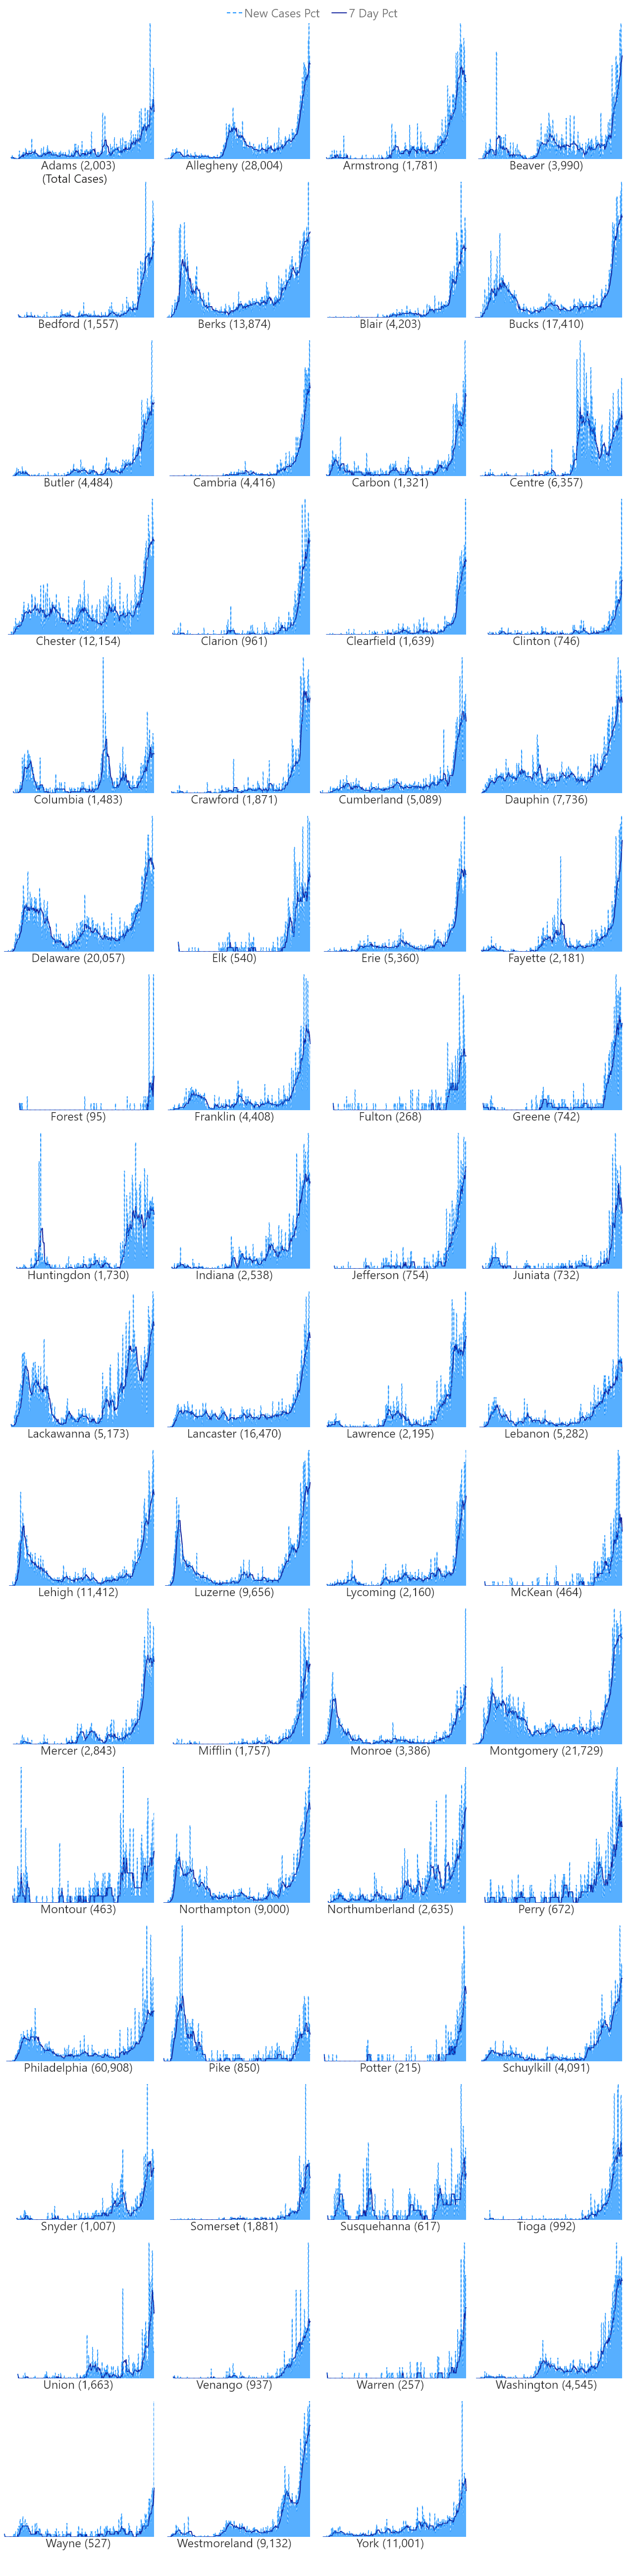 New Cases Pct 7 Day Pct
Adams (2,003) Allegheny (28,004) Armstrong (1,781) Beaver (3,990)
(Total Cases)
Bedford (1,557) Berks (13,874) Blair (4,203) Bucks (17,410)
Butler (4,484) Cambria (4,416) Carbon (1,321) Centre (6,357)
Chester (12,154) Clarion (961) Clearfield (1,639) Clinton (746)
Columbia (1,483) Crawford (1,871) Cumberland (5,089) Dauphin (7,736)
Delaware (20,057) Elk (540) Erie (5,360) Fayette (2,181)
Forest (95) Franklin (4,408) Fulton (268) Greene (742)
Huntingdon (1,730) Indiana (2,538) Jefferson (754) Juniata (732)
Lackawanna (5,173) Lancaster (16,470) Lawrence (2,195) Lebanon (5,282)
Lehigh (11,412) Luzerne (9,656) Lycoming (2,160) McKean (464)
Mercer (2,843) Mifflin (1,757) Monroe (3,386) Montgomery (21,729)
Montour (463) Northampton (9,000) Northumberland (2,635) Perry (672)
Philadelphia (60,908) Pike (850) Potter (215) Schuylkill (4,091)
Snyder (1,007) Somerset (1,881) Susquehanna (617) Tioga (992)
Union (1,663) Venango (937) Warren (257) Washington (4,545)
Wayne (527) Westmoreland (9,132) York (11,001)